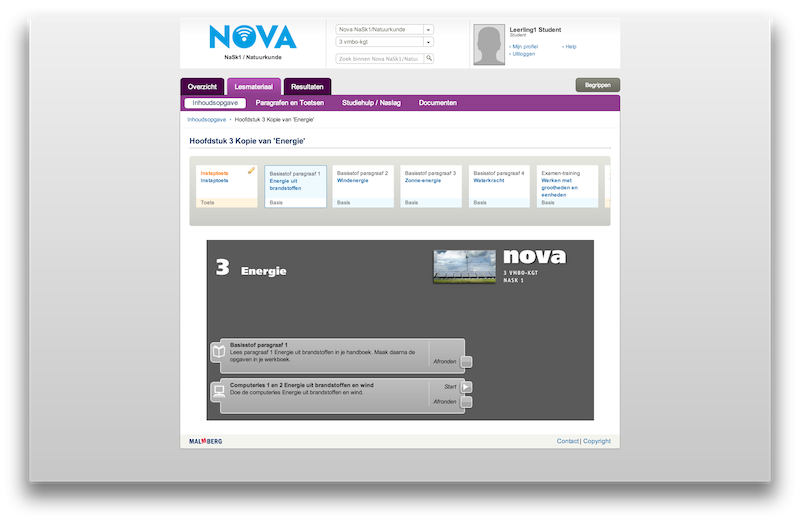 NOVA
NaSk1 / Natuurkunde
Nova NaSk1/Natuurkunde
3 vmbo-kgt
Zoek binnen Nova NaSk1/Natuu
Leerling1 Student
Student
Mijn profiel
Help
Uitloggen
Overzicht
Lesmateriaal
Resultaten
Begrippen
Inhoudsopgave
Paragrafen en Toetsen
Studiehulp / Naslag
Documenten
Inhoudsopgave • Hoofdstuk 3 Kopie van 'Energie'
Hoofdstuk 3 Kopie van 'Energie'
Instaptoets
Instaptoets
Toets
Basisstof paragraaf 1
Energie uit
brandstoffen
Basis
Basisstof paragraaf 2
Windenergie
Basis
Basisstof paragraaf 3
Zonne-energie
Basis
Basisstof paragraaf 4
Waterkracht
Basis
Examen-training
Werken met
grootheden en
eenheden
Basis
3 Energie
nova
3 VMBO-KGT
NASK 1
Basisstof paragraaf 1
Lees paragraaf 1 Energie uit brandstoffen in je handboek. Maak daarna de
opgaven in je werkboek.
Afronden
Computerles 1 en 2 Energie uit brandstoffen en wind
Doe de computerles Energie uit brandstoffen en wind.
Start
Afronden
MALMBERG
Contact | Copyright